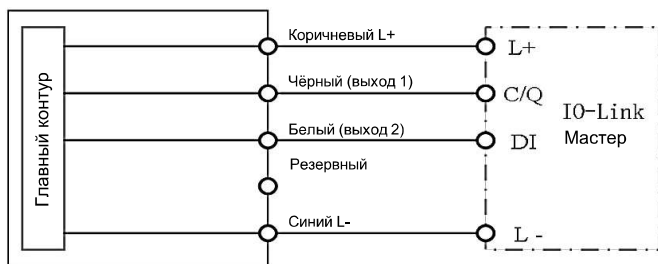 Главный контур
Коричневый L+
L+
Чёрный (выход 1)
C/Q
Белый (выход 2)
DI
IO-Link
Мастер
Резервный
Синий L-
L -